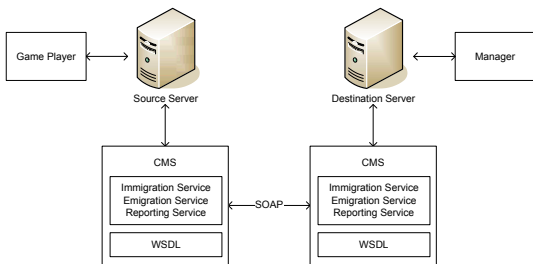 Game Player
Source Server
Destination Server
Manager
CMS
Immigration Service
Emigration Service
Reporting Service
WSDL
SOAP
CMS
Immigration Service
Emigration Service
Reporting Service
WSDL